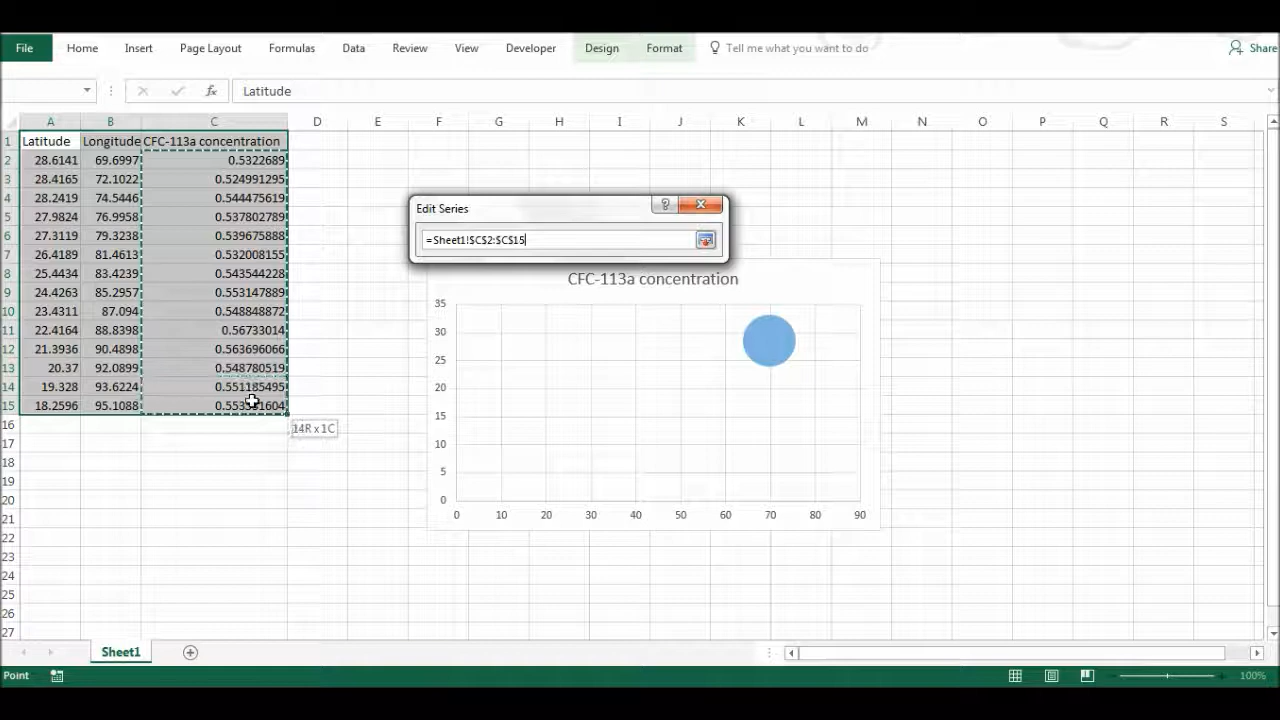 File Home Insert Page Layout Formulas Data Review View Developer Design Format Tell me what you want to do Share
fx Latitude
A B C D E F G H I J K L M N O P Q R S
1 Latitude Longitude CFC-113a concentration
2 28.6141 69.6997 0.5322689
3 28.4165 72.1022 0.524991295
4 28.2419 74.5446 0.544475619
5 27.9824 76.9958 0.537802789
6 27.3119 79.3238 0.539675888
7 26.4189 81.4613 0.532008155
8 25.4434 83.4239 0.543544228
9 24.4263 85.2957 0.553147889
10 23.4311 87.094 0.548848872
11 22.4164 88.8398 0.56733014
12 21.3936 90.4898 0.563696066
13 20.37 92.0899 0.548780519
14 19.328 93.6224 0.551185495
15 18.2596 95.1088
16
17
18
19
20
21
22
23
24
25
26
27
14R x 1C
Edit Series
?
=Sheet1!$C$2:$C$15
CFC-113a concentration
35
30
25
20
15
10
5
0
0 10 20 30 40 50 60 70 80 90
Sheet1
Point 100%